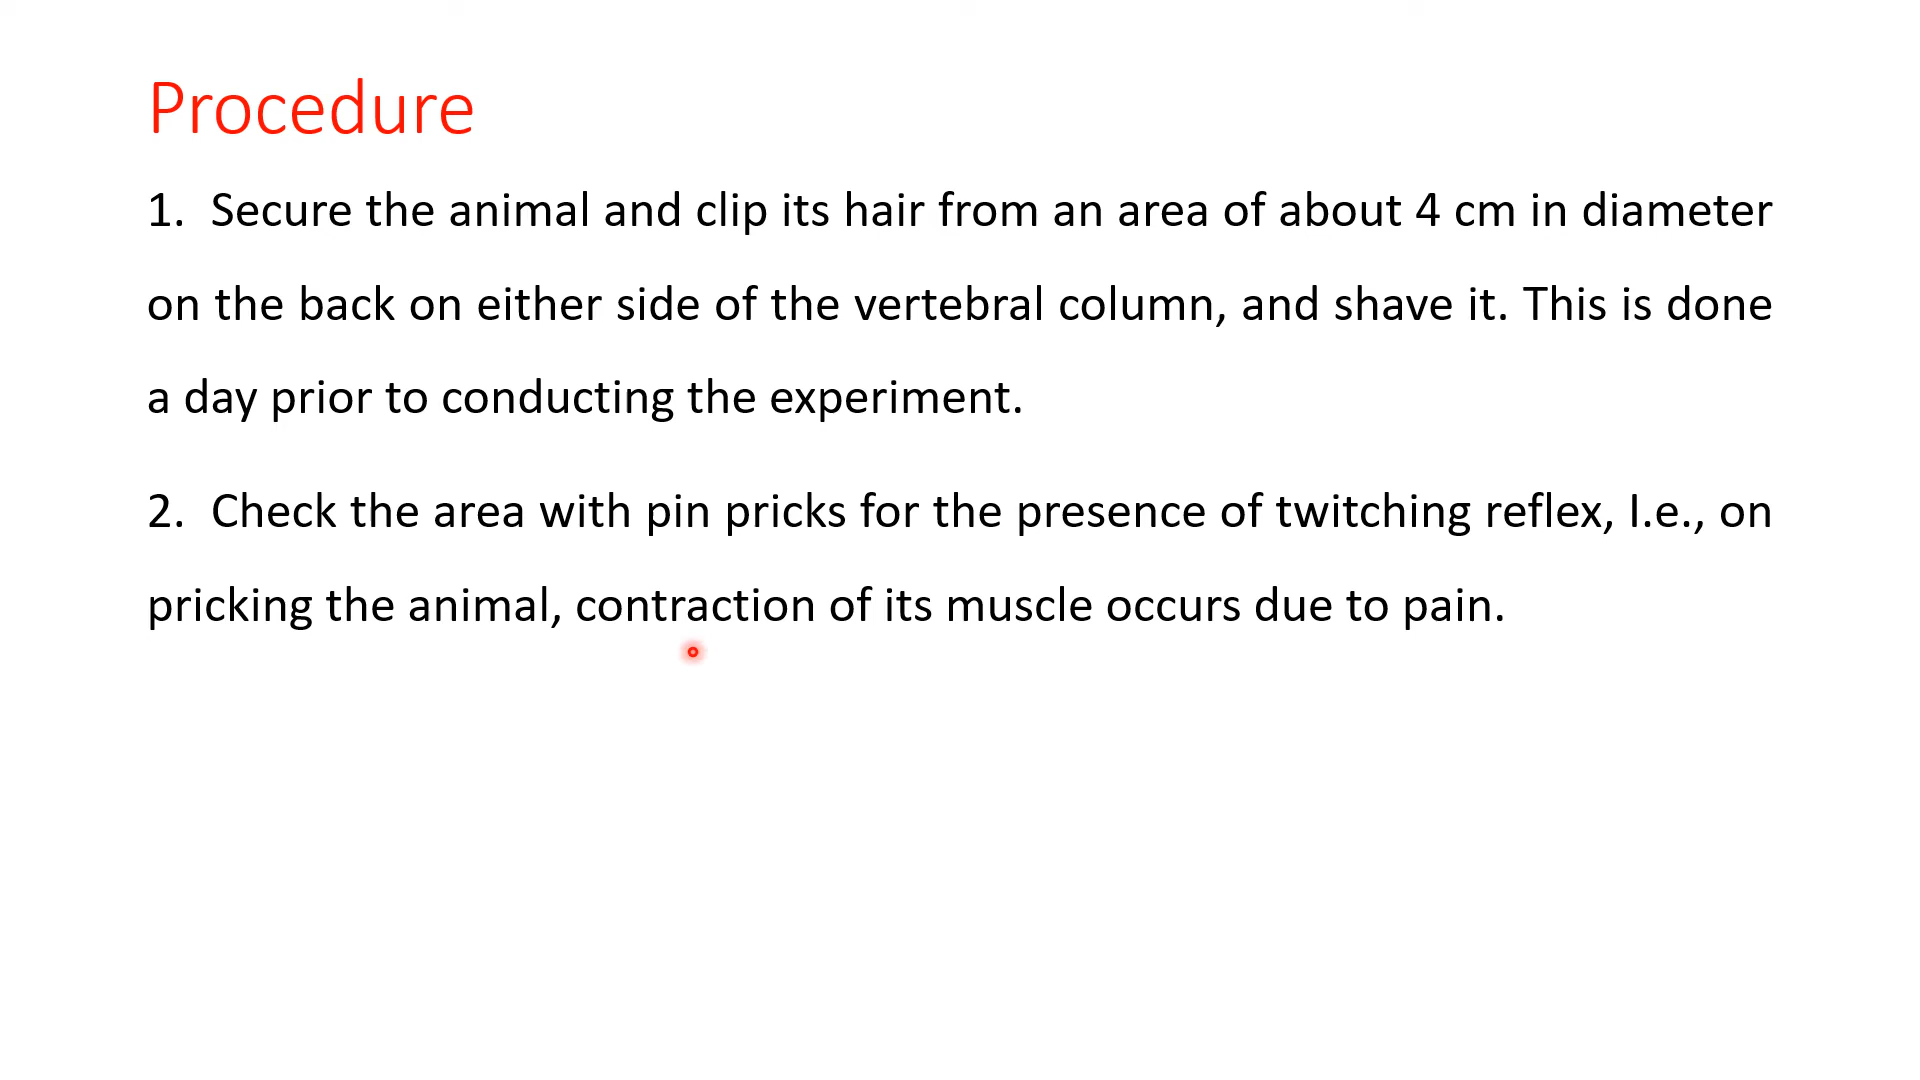 Procedure
1. Secure the animal and clip its hair from an area of about 4 cm in diameter
on the back on either side of the vertebral column, and shave it. This is done
a day prior to conducting the experiment.
2. Check the area with pin pricks for the presence of twitching reflex, I.e., on
pricking the animal, contraction of its muscle occurs due to pain.